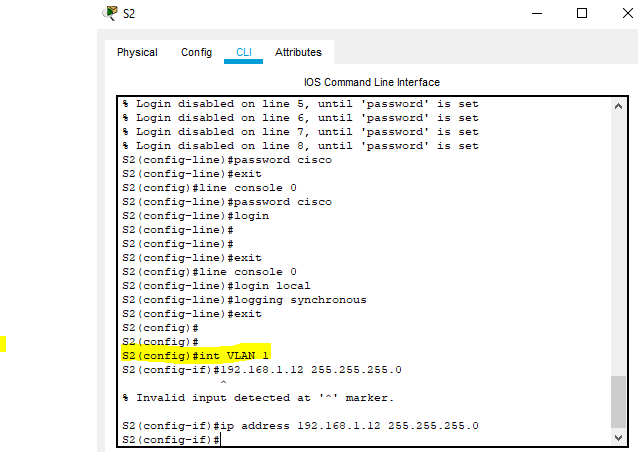 S2
Physical Config CLI Attributes
IOS Command Line Interface
% Login disabled on line 5, until 'password' is set
% Login disabled on line 6, until 'password' is set
% Login disabled on line 7, until 'password' is set
% Login disabled on line 8, until 'password' is set
S2(config-line)#password cisco
S2(config-line)#exit
S2(config)#line console 0
S2(config-line)#password cisco
S2(config-line)#login
S2(config-line)#
S2(config-line)#
S2(config-line)#exit
S2(config)#line console 0
S2(config-line)#login local
S2(config-line)#logging synchronous
S2(config-line)#exit
S2(config)#
S2(config)#
S2(config)#int VLAN 1
S2(config-if)#192.168.1.12 255.255.255.0
^
% Invalid input detected at '^' marker.
S2(config-if)#ip address 192.168.1.12 255.255.255.0
S2(config-if)#